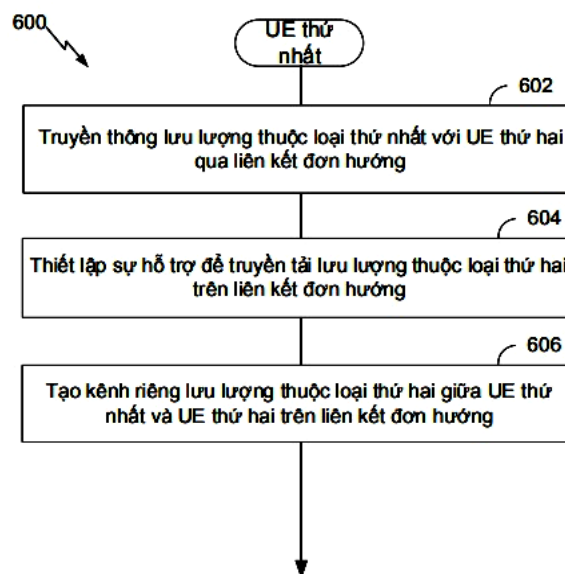 600
UE thứ
nhất
602
Truyền thông lưu lượng thuộc loại thứ nhất với UE thứ hai
qua liên kết đơn hướng
604
Thiết lập sự hỗ trợ để truyền tải lưu lượng thuộc loại thứ hai
trên liên kết đơn hướng
606
Tạo kênh riêng lưu lượng thuộc loại thứ hai giữa UE thứ
nhất và UE thứ hai trên liên kết đơn hướng